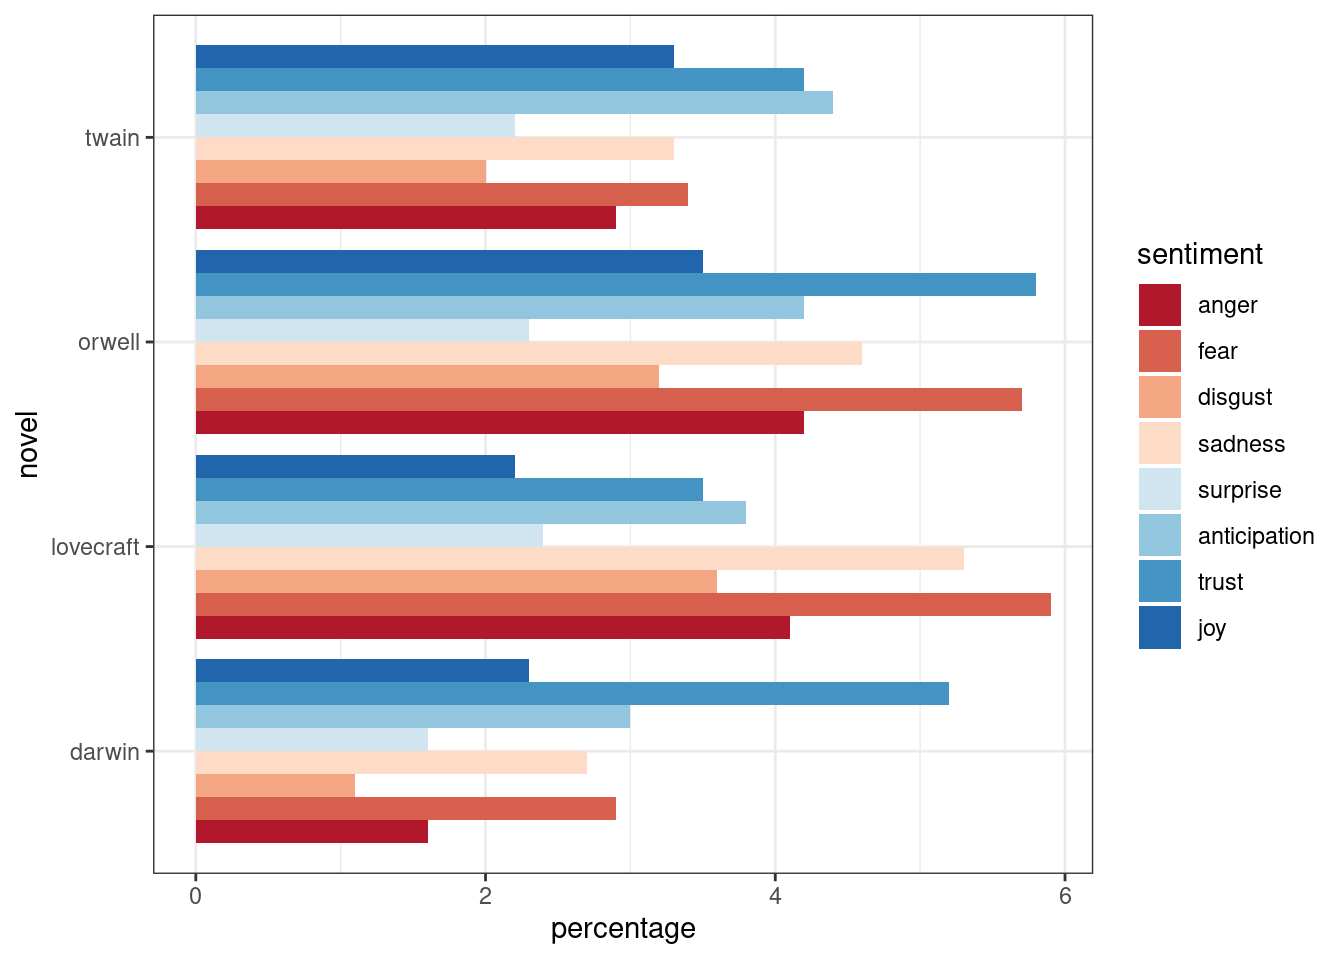 twain
orwell
lovecraft
darwin
novel
0 2 4 6
percentage
sentiment
anger
fear
disgust
sadness
surprise
anticipation
trust
joy